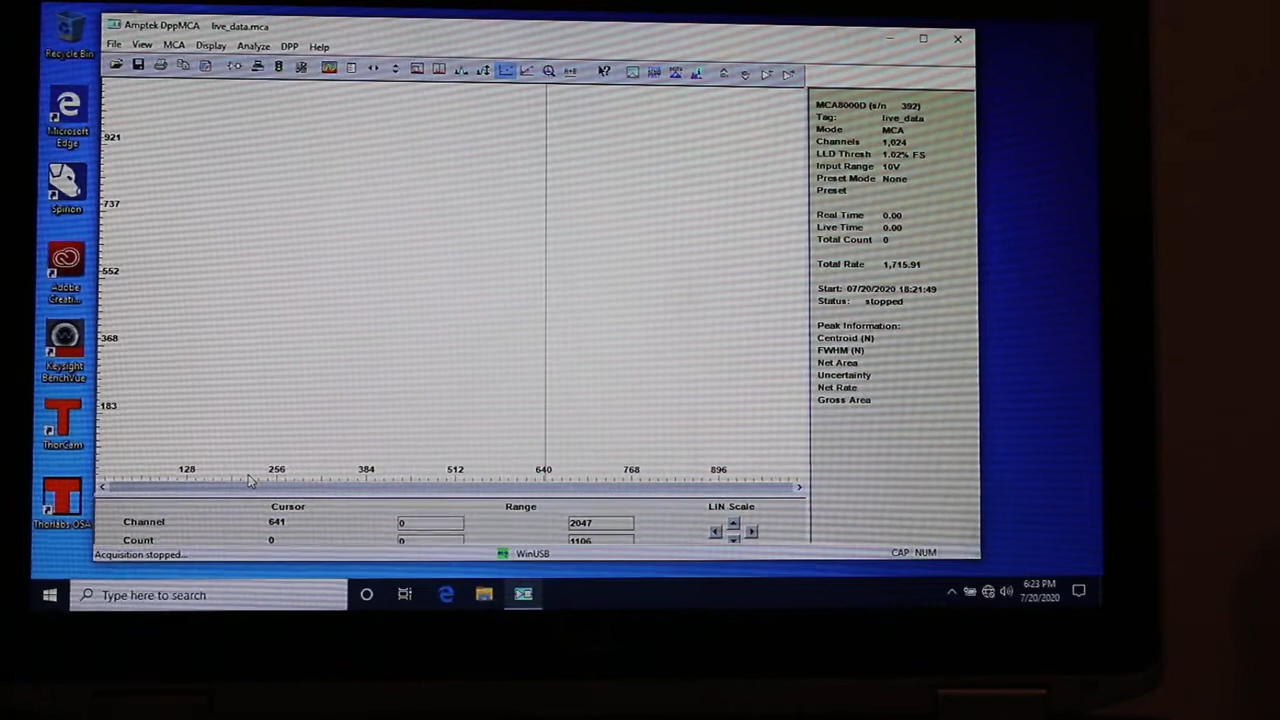 Recycle Bin
Microsoft
Edge
Spirion
Adobe
Creati...
Keysight
BenchVue
ThorCam
Thorlabs OSA
Amptek DppMCA live_data.mca
File View MCA Display Analyze DPP Help
921
737
552
368
183
128 256 384 512 640 768 896
MCA8000D (s/n 392)
Tag: live_data
Mode MCA
Channels 1,024
LLD Thresh 1.02% FS
Input Range 10V
Preset Mode None
Preset
Real Time 0.00
Live Time 0.00
Total Count 0
Total Rate 1,715.91
Start: 07/20/2020 18:21:49
Status: stopped
Peak Information:
Centroid (N)
FWHM (N)
Net Area
Uncertainty
Net Rate
Gross Area
Cursor Range LIN Scale
Channel 641 0 2047
Count 0 0 1106
Acquisition stopped... WinUSB CAP NUM
Type here to search
6:23 PM
7/20/2020